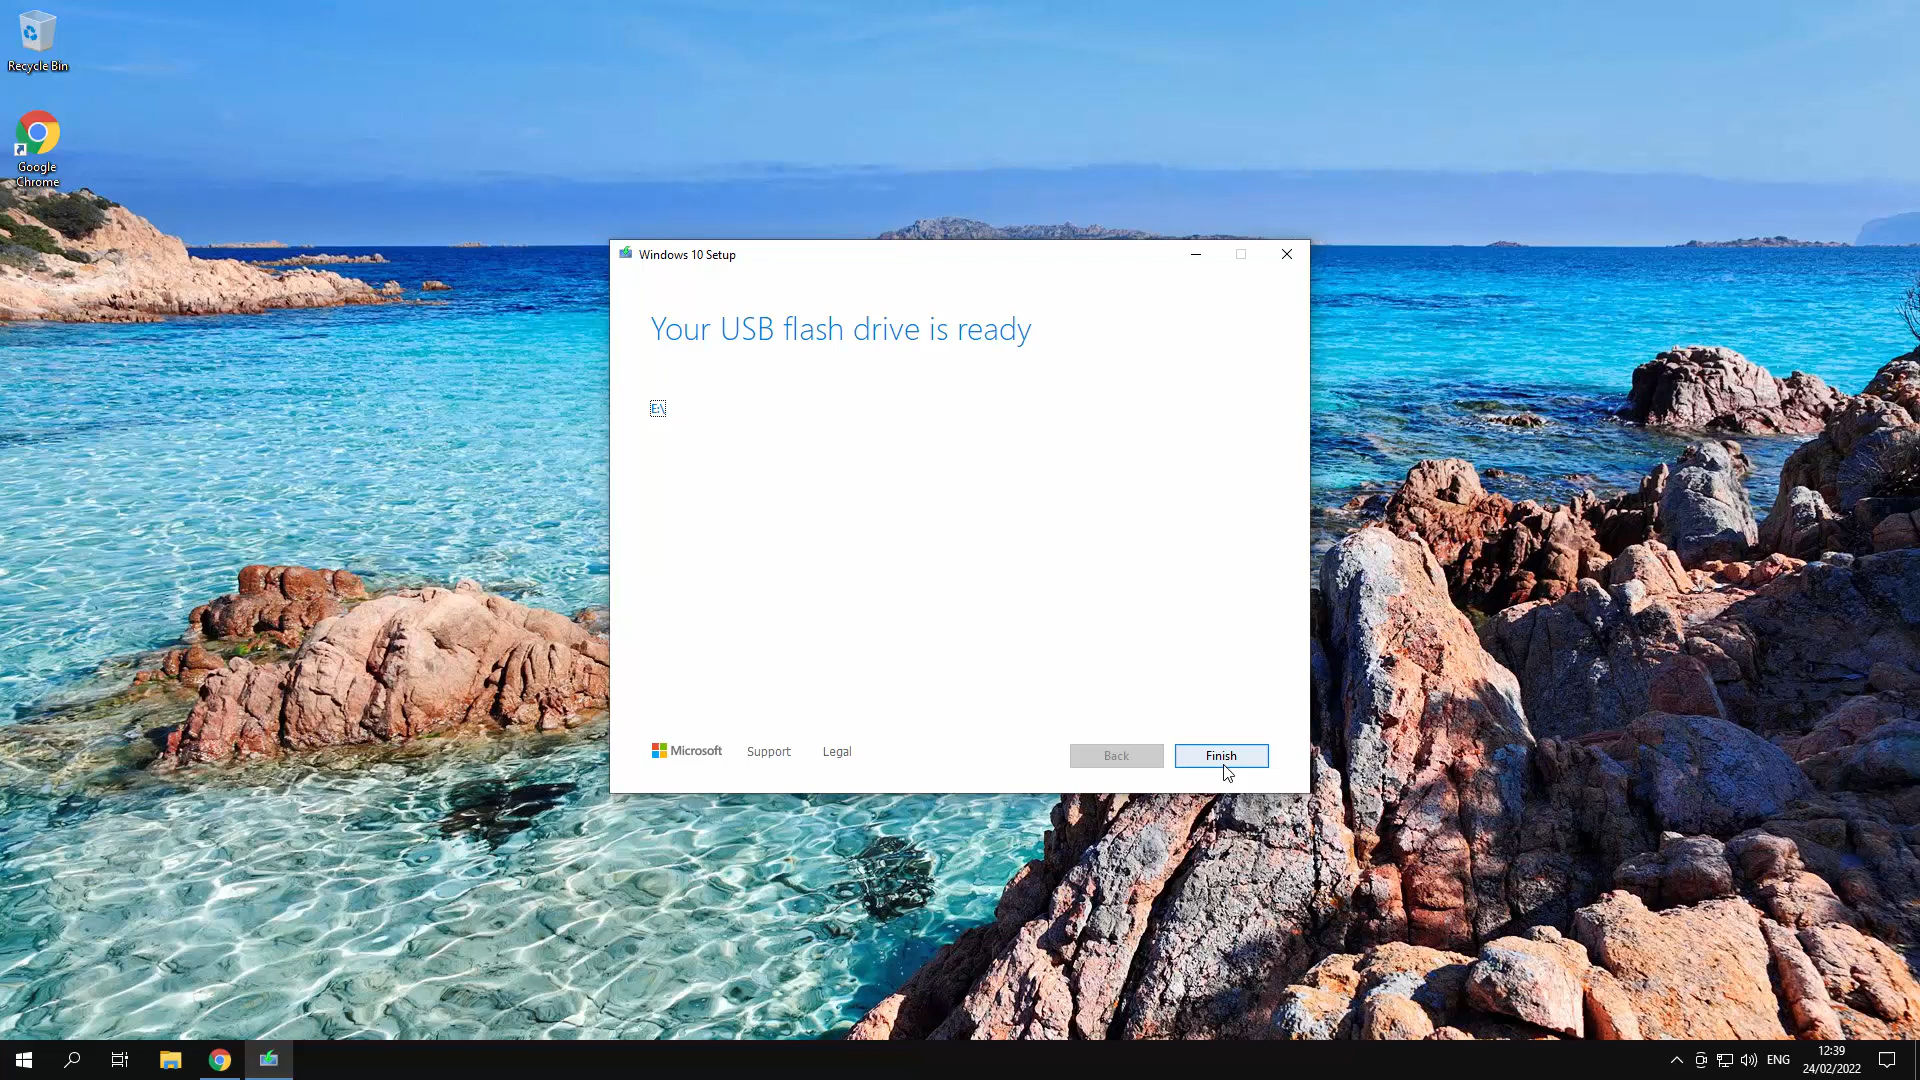 Recycle Bin
Google
Chrome
Windows 10 Setup
Your USB flash drive is ready
E:\
Microsoft
Support
Legal
Back
Finish
ENG
12:39
24/02/2022